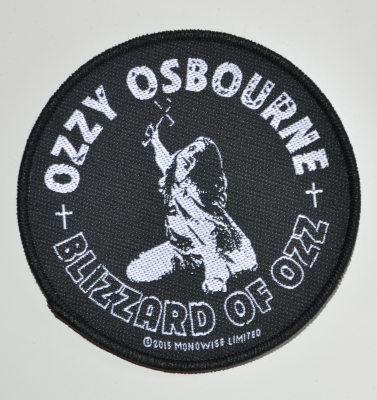 OZZY OSBOURNE
BLIZZARD OF OZZ
©2015 MONOWISE LIMITED